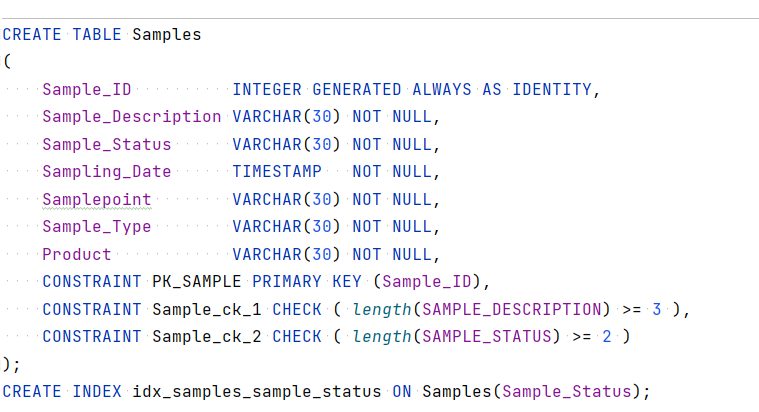 CREATE TABLE Samples
(
    Sample_ID          INTEGER GENERATED ALWAYS AS IDENTITY,
    Sample_Description VARCHAR(30) NOT NULL,
    Sample_Status      VARCHAR(30) NOT NULL,
    Sampling_Date      TIMESTAMP   NOT NULL,
    Samplepoint        VARCHAR(30) NOT NULL,
    Sample_Type        VARCHAR(30) NOT NULL,
    Product            VARCHAR(30) NOT NULL,
    CONSTRAINT PK_SAMPLE PRIMARY KEY (Sample_ID),
    CONSTRAINT Sample_ck_1 CHECK ( length(SAMPLE_DESCRIPTION) >= 3 ),
    CONSTRAINT Sample_ck_2 CHECK ( length(SAMPLE_STATUS) >= 2 )
);
CREATE INDEX idx_samples_sample_status ON Samples(Sample_Status);